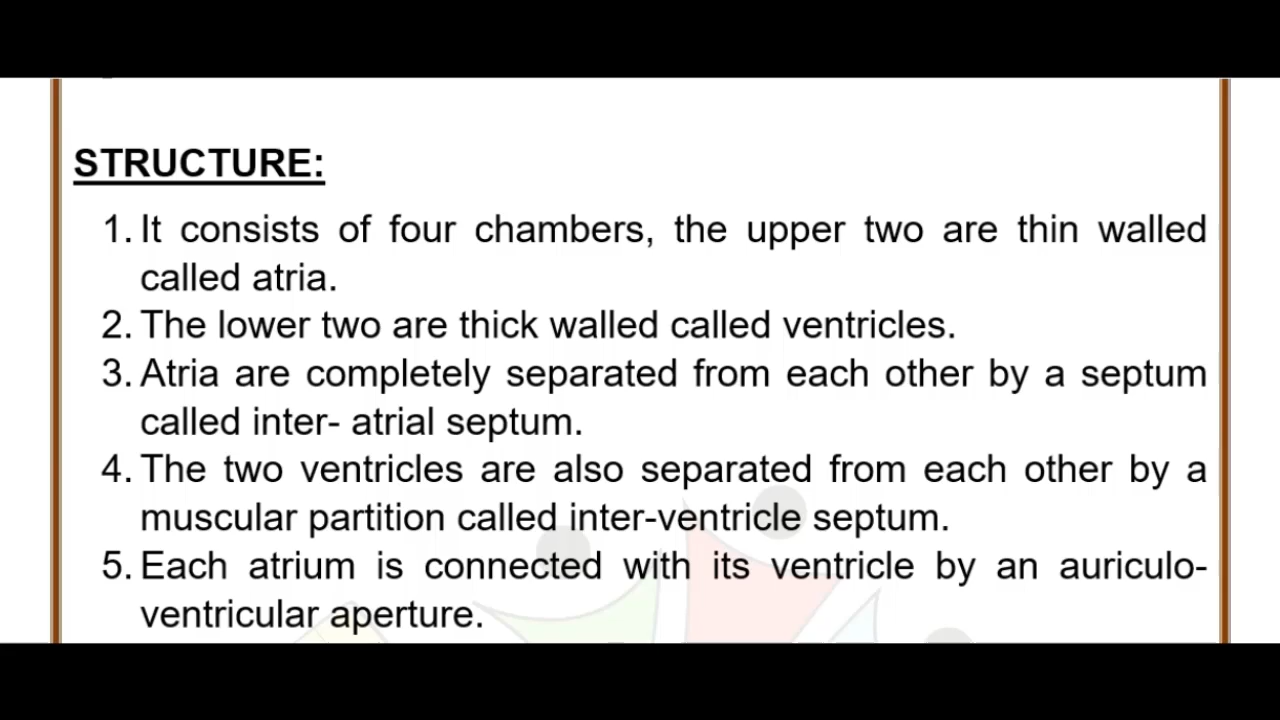 STRUCTURE:
1. It consists of four chambers, the upper two are thin walled
called atria.
2. The lower two are thick walled called ventricles.
3. Atria are completely separated from each other by a septum
called inter- atrial septum.
4. The two ventricles are also separated from each other by a
muscular partition called inter-ventricle septum.
5. Each atrium is connected with its ventricle by an auriculo-
ventricular aperture.